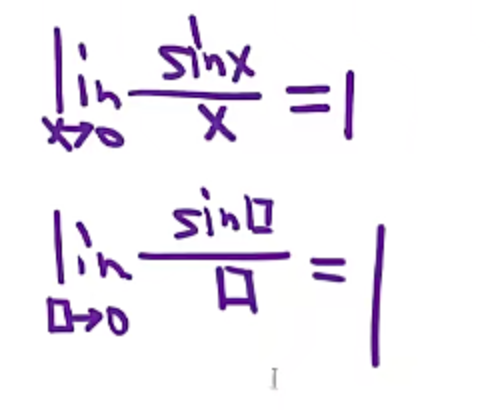 lim x→0 sinx / x = 1
lim □→0 sin□ / □ = 1